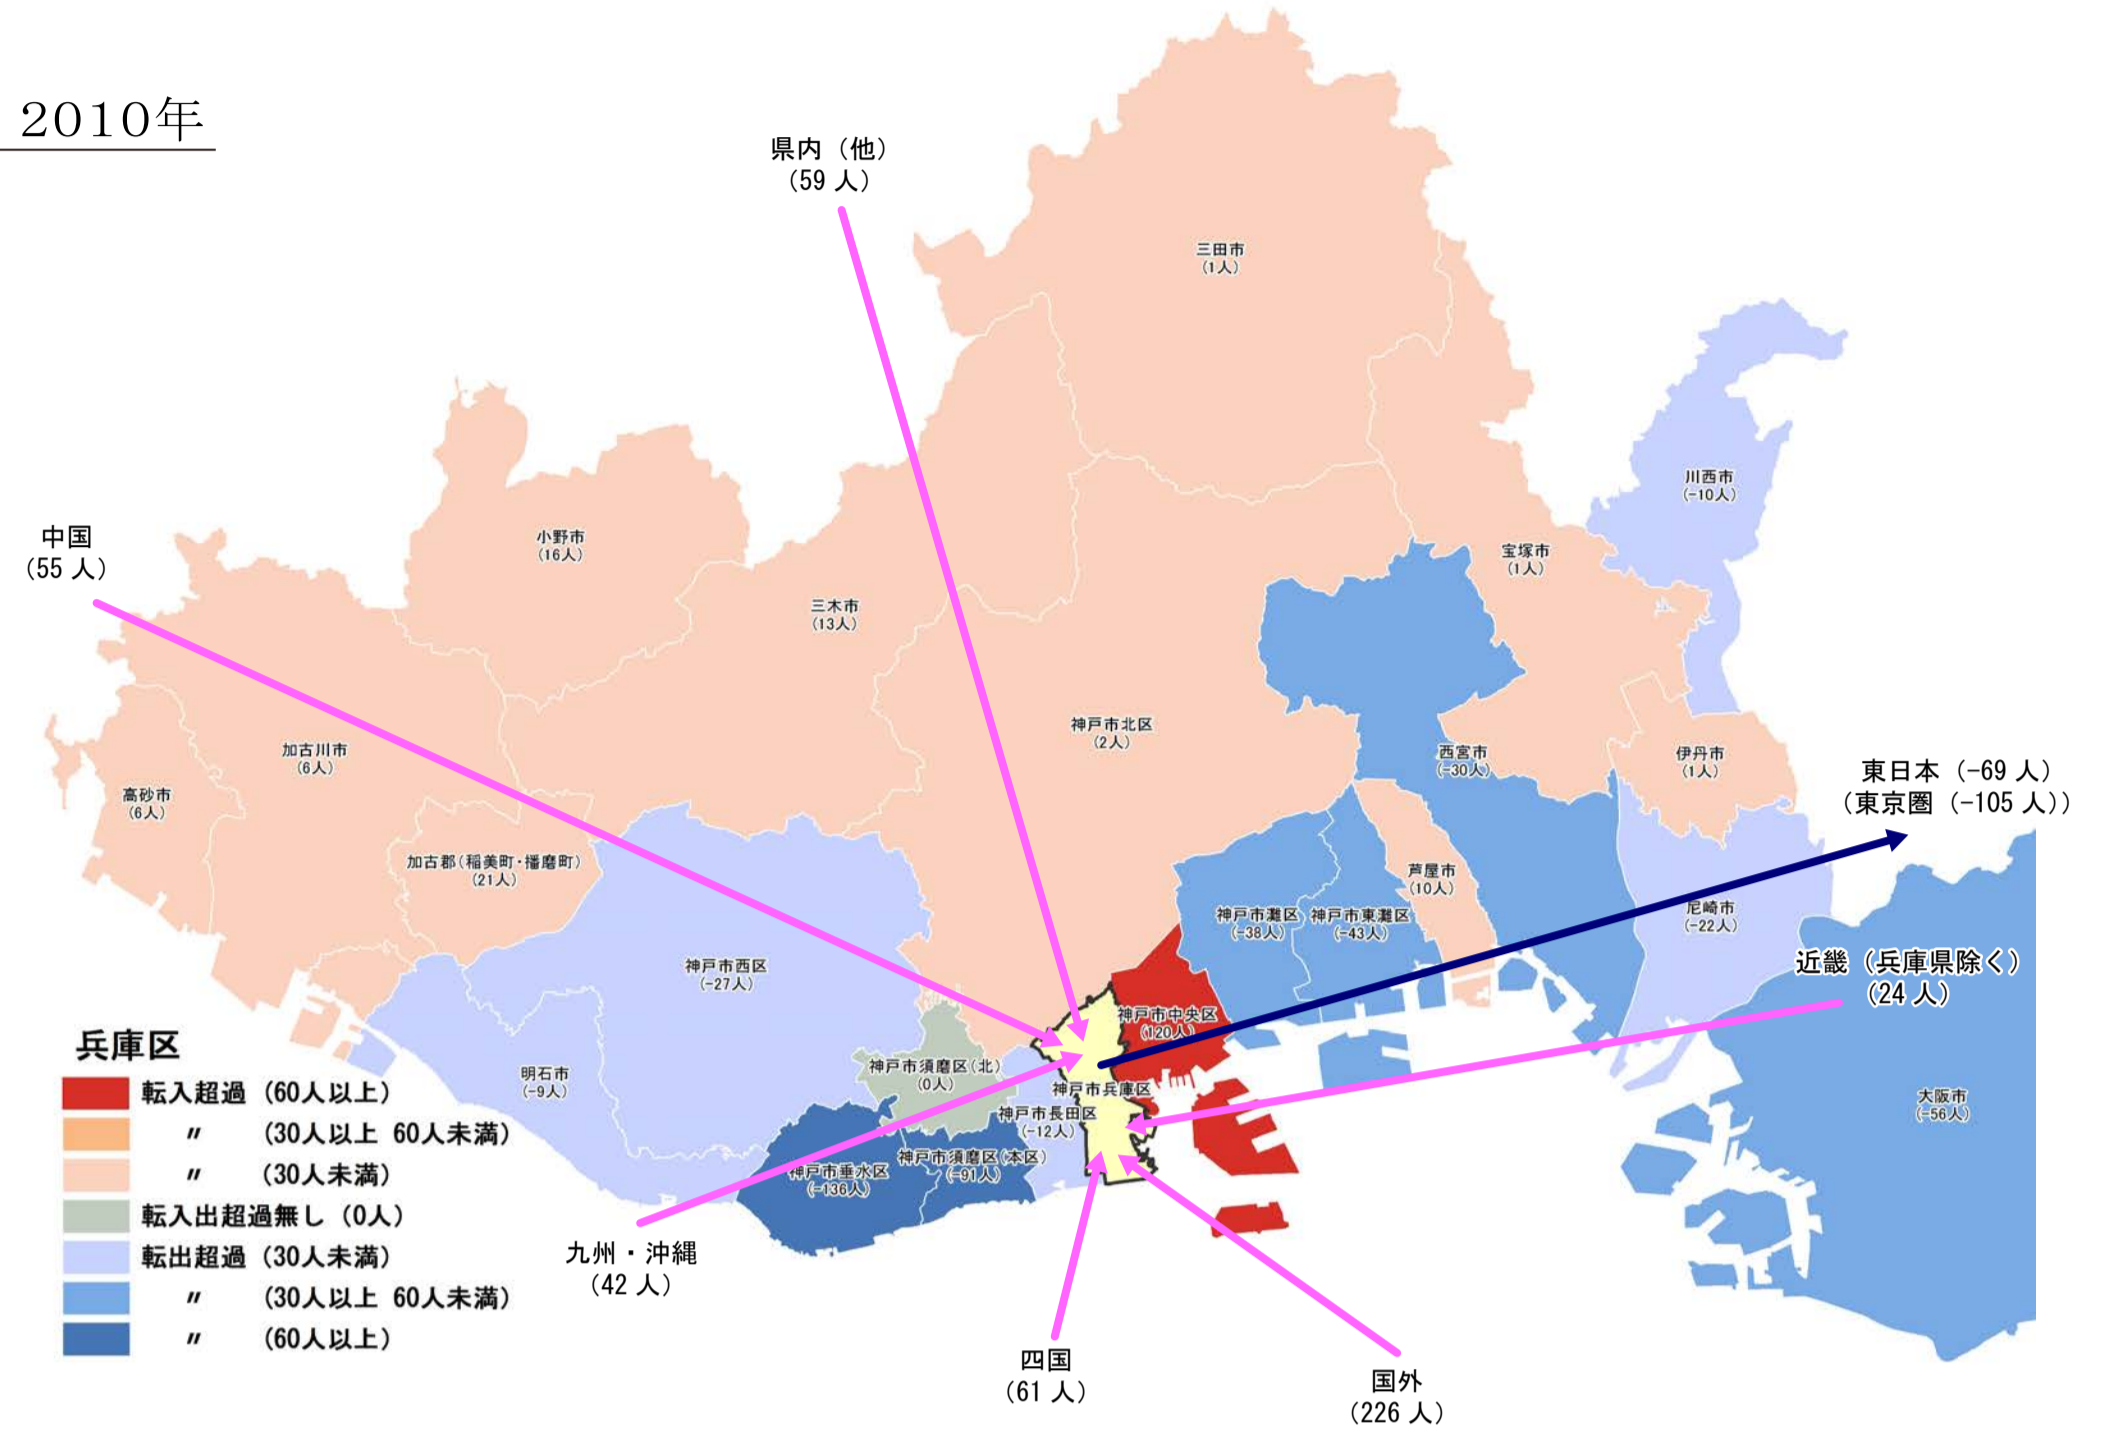 2010年
県内（他）
（59 人）
三田市
（1人）
川西市
（-10人）
中国
（55 人）
小野市
（16人）
宝塚市
（1人）
三木市
（13人）
神戸市北区
（2人）
加古川市
（6人）
西宮市
（-30人）
伊丹市
（1人）
高砂市
（6人）
東日本（-69 人）
（東京圏（-105 人））
加古郡（稲美町・播磨町）
（21人）
芦屋市
（10人）
神戸市灘区
（-38人）
神戸市東灘区
（-43人）
尼崎市
（-22人）
神戸市西区
（-27人）
近畿（兵庫県除く）
（24 人）
神戸市中央区
（120人）
明石市
（-9人）
神戸市須磨区（北）
（0人）
神戸市兵庫区
神戸市長田区
（-12人）
大阪市
（-56人）
神戸市垂水区
（-136人）
神戸市須磨区（本区）
（-91人）
九州・沖縄
（42 人）
四国
（61 人）
国外
（226 人）
兵庫区
転入超過（60人以上）
〃 （30人以上 60人未満）
〃 （30人未満）
転入出超過無し（0人）
転出超過（30人未満）
〃 （30人以上 60人未満）
〃 （60人以上）